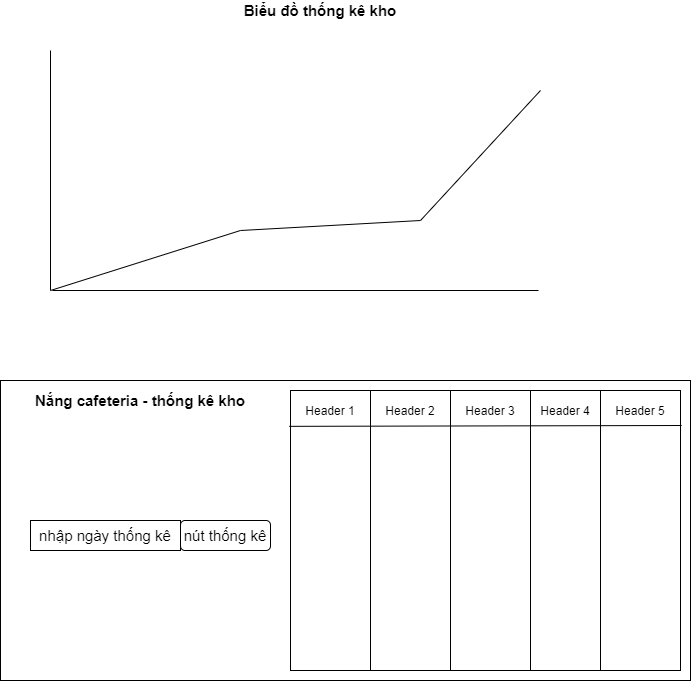 Biểu đồ thống kê kho
Nắng cafeteria - thống kê kho
Header 1
Header 2
Header 3
Header 4
Header 5
nhập ngày thống kê
nút thống kê